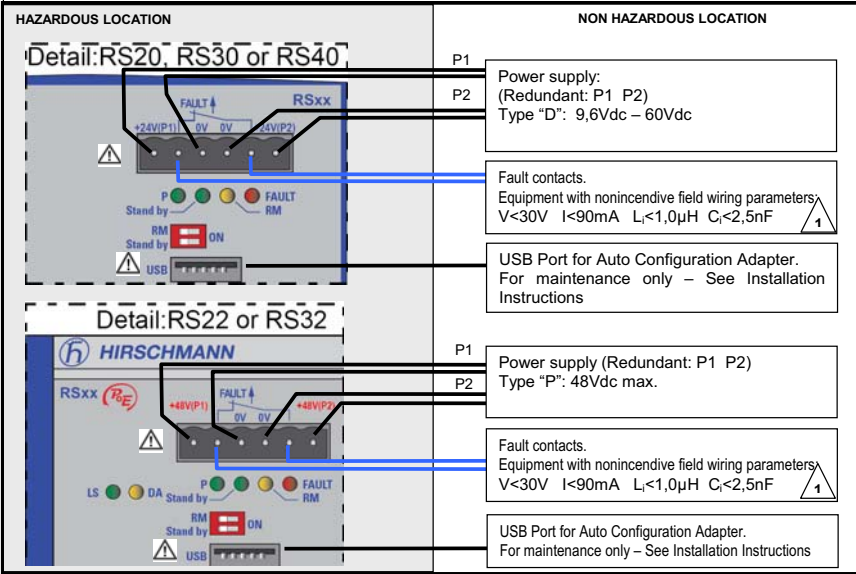 HAZARDOUS LOCATION
NON HAZARDOUS LOCATION
Detail:RS20, RS30 or RS40
RSxx
FAULT
+24V(P1) 0V 0V +24V(P2)
P FAULT
Stand by RM
RM
Stand by ON
USB
P1
P2
Power supply:
(Redundant: P1 P2)
Type “D”: 9,6Vdc – 60Vdc
Fault contacts.
Equipment with nonincendive field wiring parameters:
V<30V I<90mA Lᵢ<1,0µH Cᵢ<2,5nF
1
USB Port for Auto Configuration Adapter.
For maintenance only – See Installation
Instructions
Detail:RS22 or RS32
HIRSCHMANN
RSxx PoE
FAULT
+48V(P1) 0V 0V +48V(P2)
LS DA
P FAULT
Stand by RM
RM
Stand by ON
USB
P1
P2
Power supply (Redundant: P1 P2)
Type “P”: 48Vdc max.
Fault contacts.
Equipment with nonincendive field wiring parameters:
V<30V I<90mA Lᵢ<1,0µH Cᵢ<2,5nF
1
USB Port for Auto Configuration Adapter.
For maintenance only – See Installation Instructions